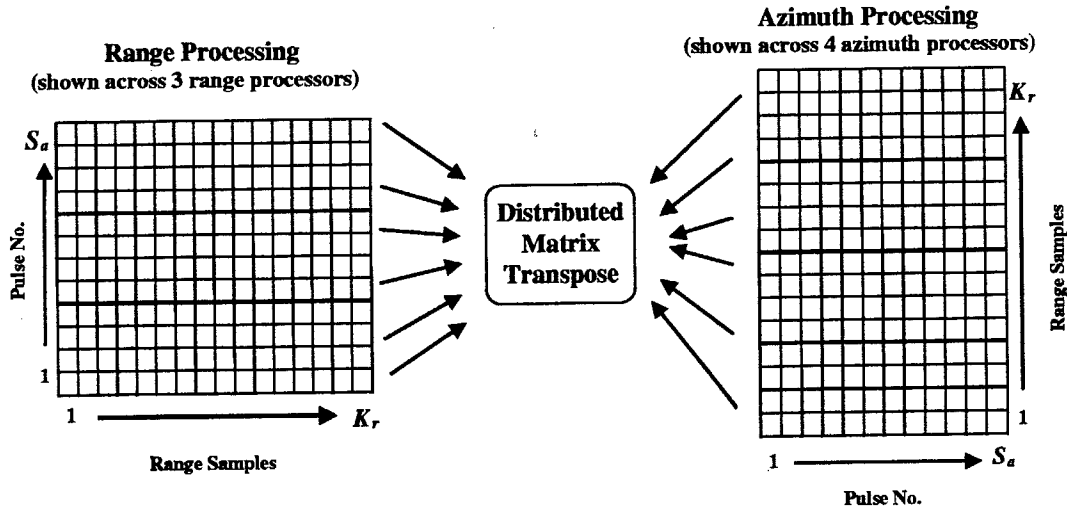 Range Processing
(shown across 3 range processors)
S_a
Pulse No.
1
1
K_r
Range Samples
Distributed
Matrix
Transpose
Azimuth Processing
(shown across 4 azimuth processors)
K_r
Range Samples
1
1
S_a
Pulse No.